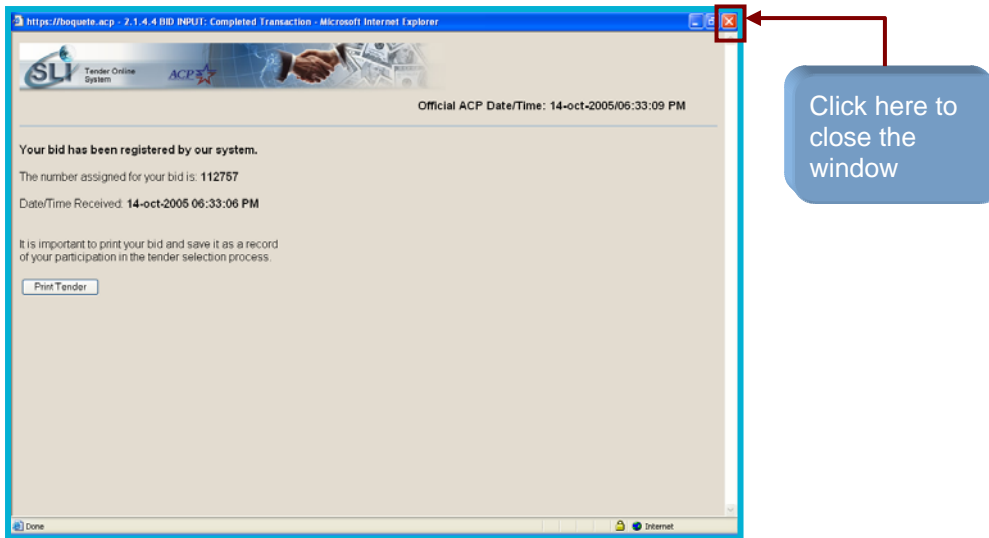 https://boquete.acp - 2.1.4.4 BID INPUT: Completed Transaction - Microsoft Internet Explorer
SLI Tender Online
System
ACP
Official ACP Date/Time: 14-oct-2005/06:33:09 PM
Your bid has been registered by our system.
The number assigned for your bid is: 112757
Date/Time Received: 14-oct-2005 06:33:06 PM
It is important to print your bid and save it as a record
of your participation in the tender selection process.
Print Tender
Done
Internet
Click here to
close the
window